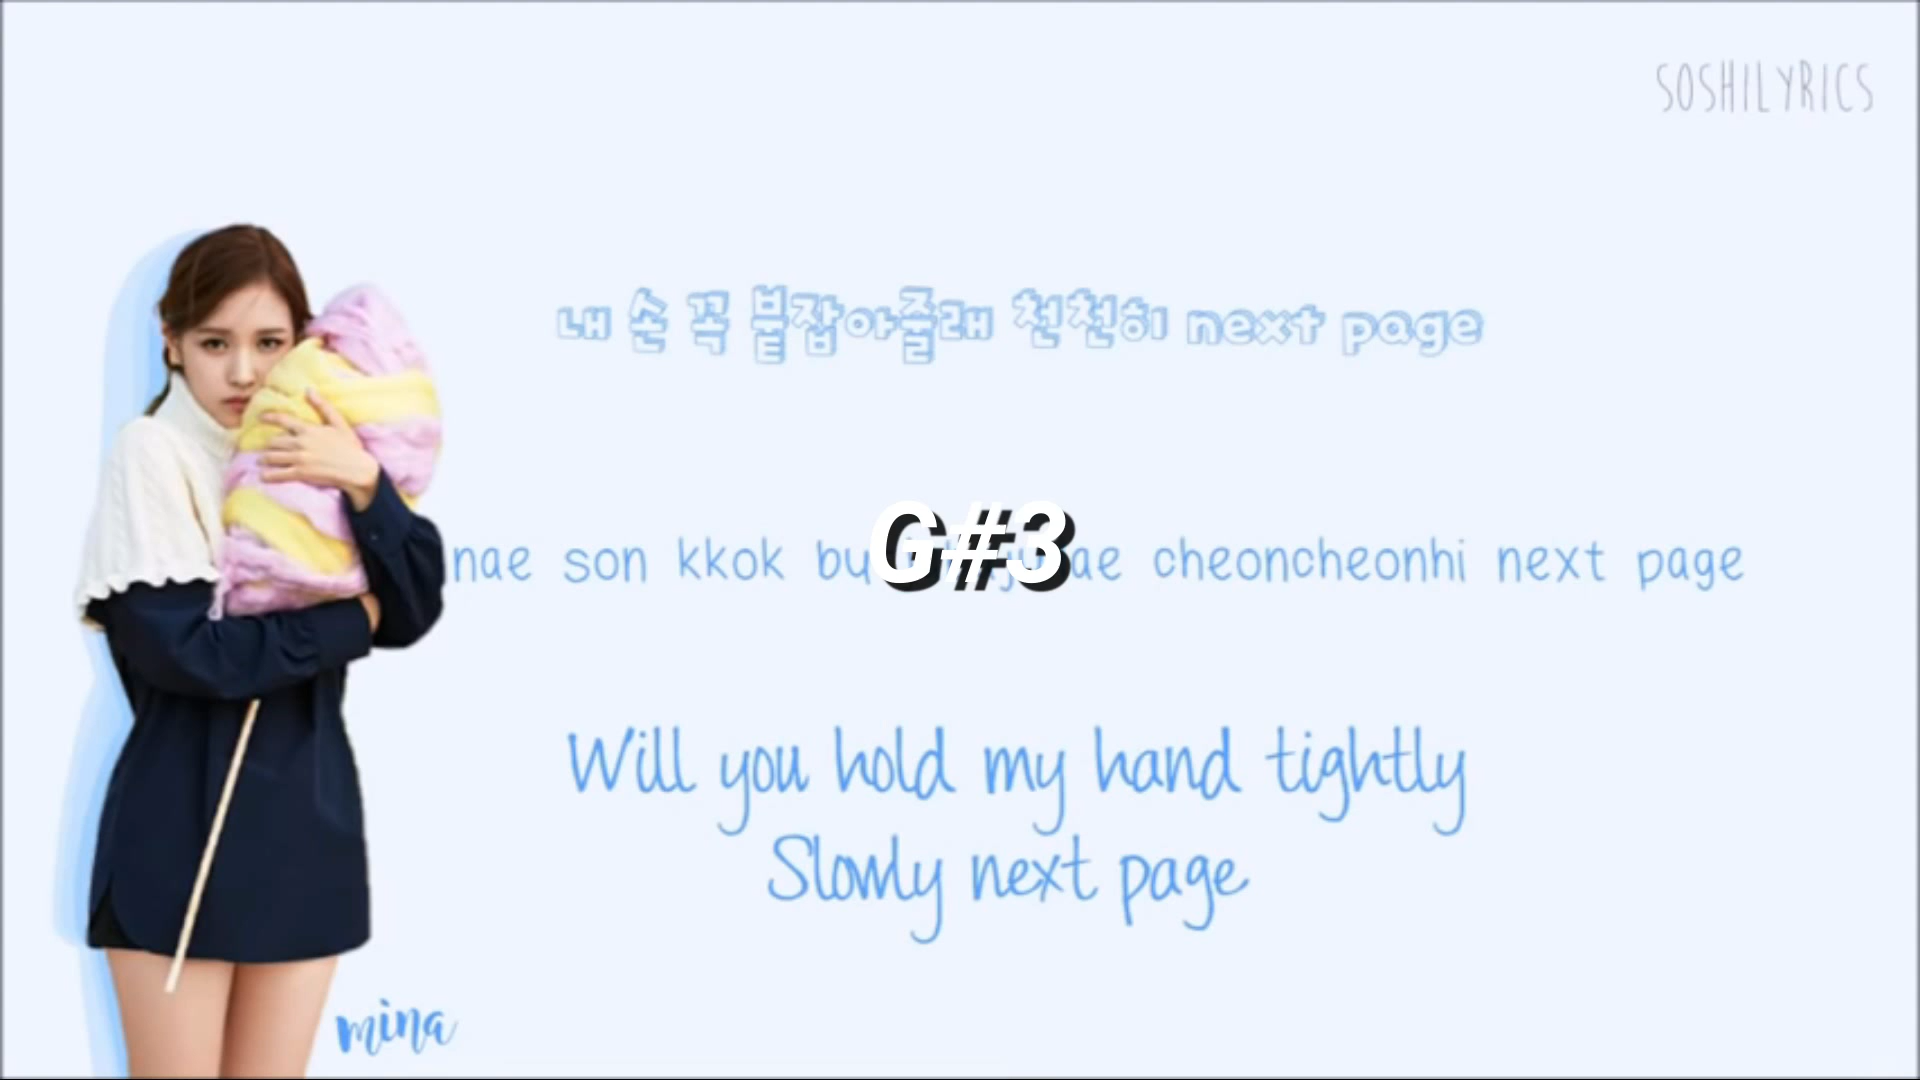 SOSHILYRICS
내 손 꼭 붙잡아줄래 천천히 next page
nae son kkok bu ae cheoncheonhi next page
G#3
Will you hold my hand tightly
Slowly next page
mina